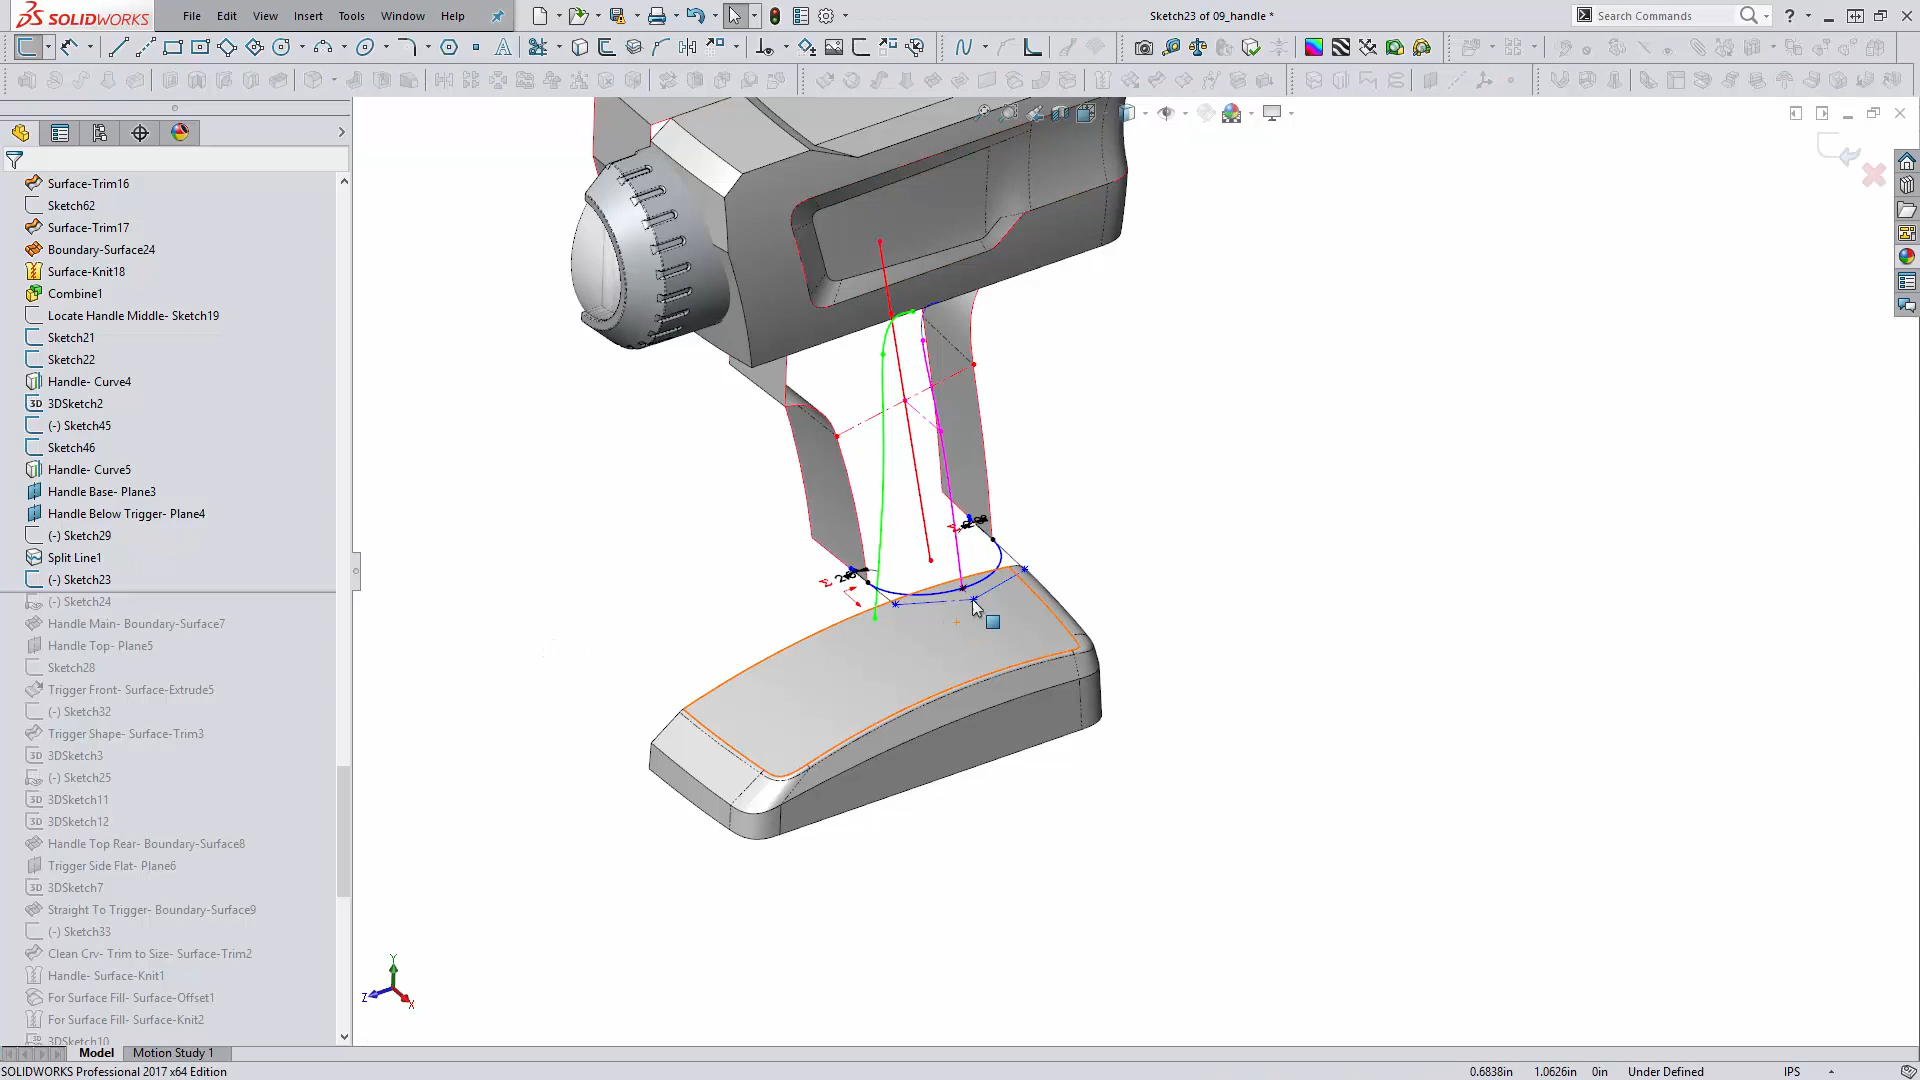 SOLIDWORKS
File Edit View Insert Tools Window Help
Sketch23 of 09_handle *
Search Commands
Surface-Trim16
Sketch62
Surface-Trim17
Boundary-Surface24
Surface-Knit18
Combine1
Locate Handle Middle- Sketch19
Sketch21
Sketch22
Handle- Curve4
3D 3DSketch2
(-) Sketch45
Sketch46
Handle- Curve5
Handle Base- Plane3
Handle Below Trigger- Plane4
(-) Sketch29
Split Line1
(-) Sketch23
(-) Sketch24
Handle Main- Boundary-Surface7
Handle Top- Plane5
Sketch28
Trigger Front- Surface-Extrude5
(-) Sketch32
Trigger Shape- Surface-Trim3
3D 3DSketch3
(-) Sketch25
3D 3DSketch11
3D 3DSketch12
Handle Top Rear- Boundary-Surface8
Trigger Side Flat- Plane6
3D 3DSketch7
Straight To Trigger- Boundary-Surface9
(-) Sketch33
Clean Crv- Trim to Size- Surface-Trim2
Handle- Surface-Knit1
For Surface Fill- Surface-Offset1
For Surface Fill- Surface-Knit2
3DSketch10
Y
Z
X
Model Motion Study 1
SOLIDWORKS Professional 2017 x64 Edition
0.6838in 1.0626in 0in Under Defined IPS